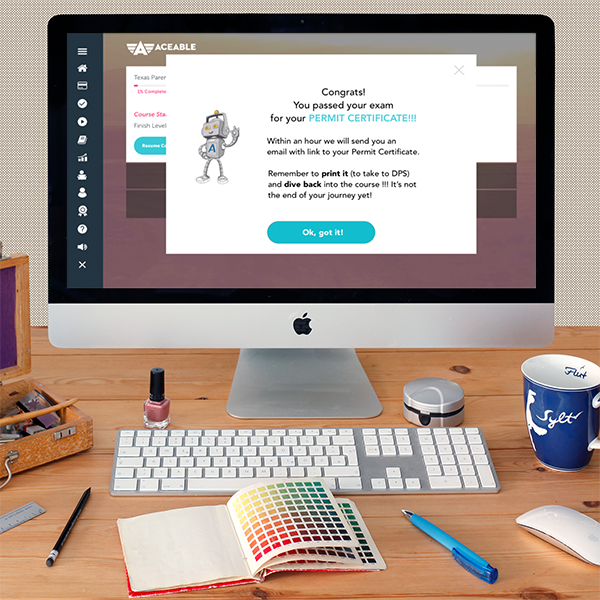 ACEABLE
Texas Paren
2% Complete
Course Sta
Finish Level
Resume Co
Congrats!
You passed your exam
for your PERMIT CERTIFICATE!!!
Within an hour we will send you an
email with link to your Permit Certificate.
Remember to print it (to take to DPS)
and dive back into the course !!! It's not
the end of your journey yet!
Ok, got it!
A
Flut
Sylt